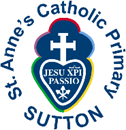 St. Anne's Catholic Primary
JESU XPI
PASSIO
SUTTON